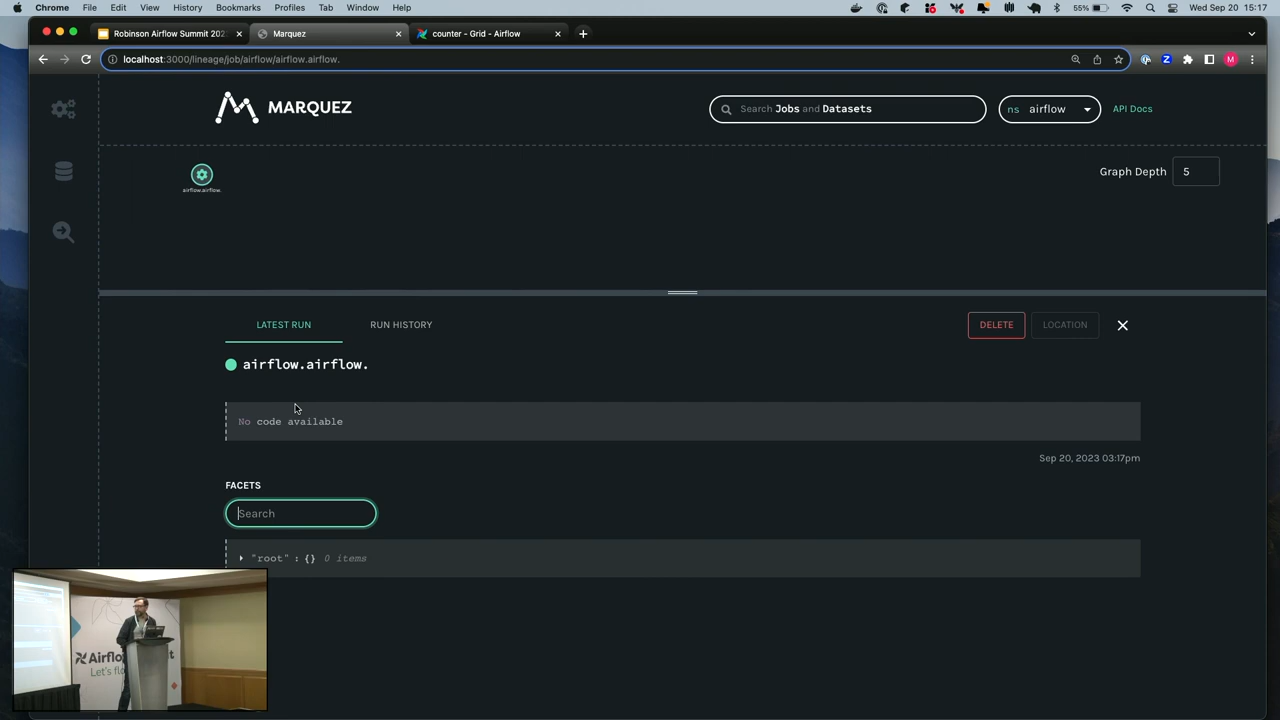 Chrome File Edit View History Bookmarks Profiles Tab Window Help 55% Wed Sep 20 15:17
Robinson Airflow Summit 202
Marquez
counter - Grid - Airflow
localhost:3000/lineage/job/airflow/airflow.airflow.
Z
M
MARQUEZ
Search Jobs and Datasets
ns airflow
API Docs
airflow.airflow.
Graph Depth 5
LATEST RUN
RUN HISTORY
DELETE
LOCATION
airflow.airflow.
No code available
Sep 20, 2023 03:17pm
FACETS
Search
"root" : {} 0 items
Airflow
Let's flo